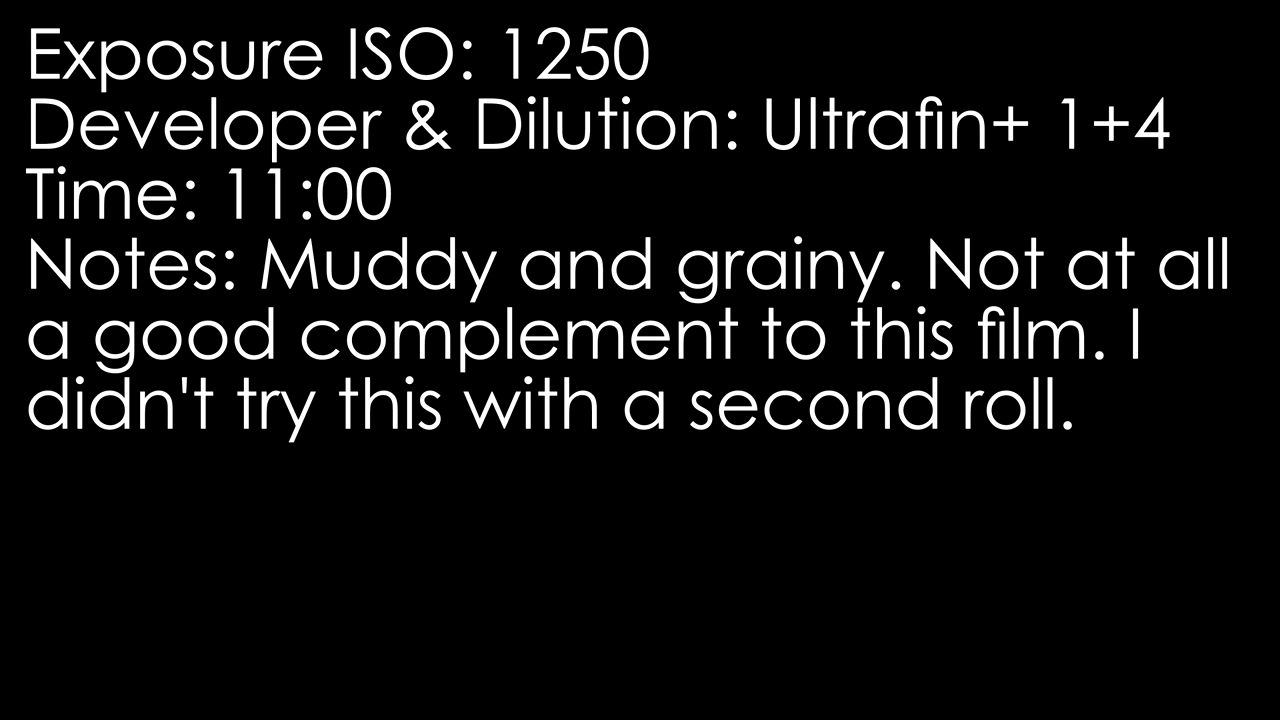 Exposure ISO: 1250
Developer & Dilution: Ultrafin+ 1+4
Time: 11:00
Notes: Muddy and grainy. Not at all
a good complement to this film. I
didn't try this with a second roll.